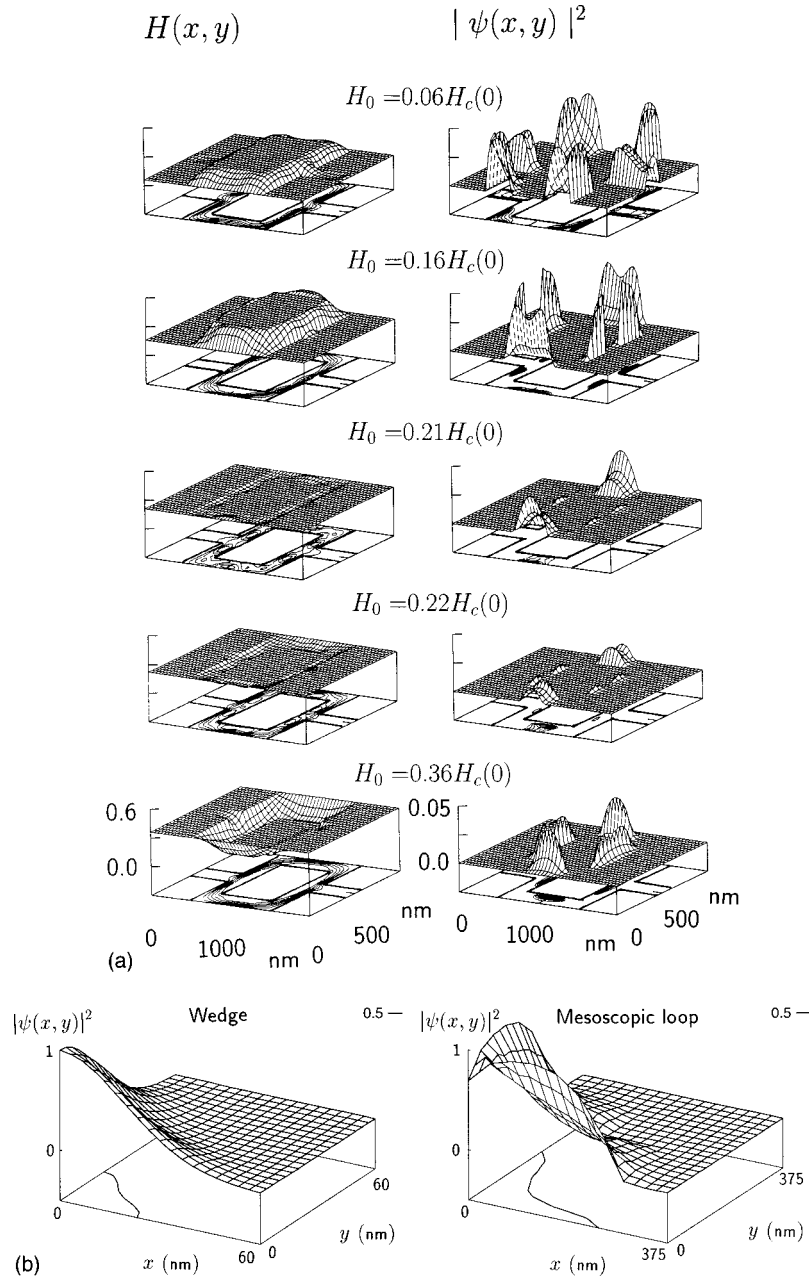 H(x, y) | ψ(x, y) |²
H₀ =0.06H_c(0)
H₀ =0.16H_c(0)
H₀ =0.21H_c(0)
H₀ =0.22H_c(0)
H₀ =0.36H_c(0)
0.6
0.0
0.05
0.0
0 1000 nm 0 500 nm
0 1000 nm 0 500 nm
(a)
|ψ(x, y)|² Wedge 0.5 —
1
0
0 x (nm) 60 0 y (nm) 60
|ψ(x, y)|² Mesoscopic loop 0.5 —
1
0
0 x (nm) 375 0 y (nm) 375
(b)